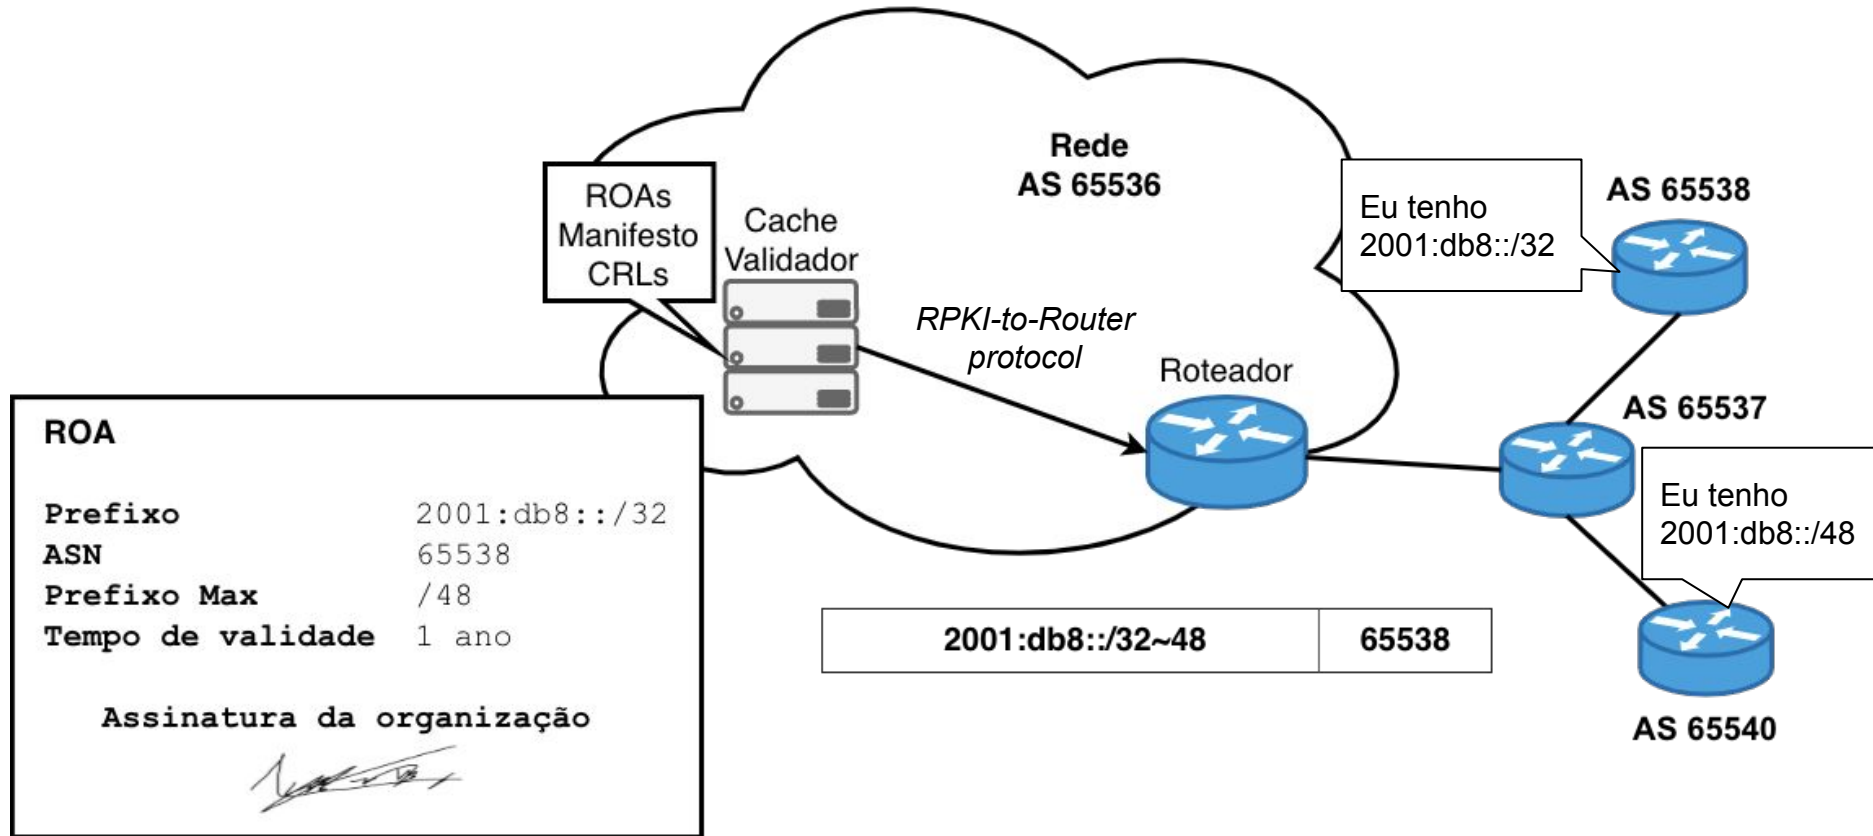 Rede
AS 65536
ROAs
Manifesto
CRLs
Cache
Validador
RPKI-to-Router
protocol
Roteador
Eu tenho
2001:db8::/32
AS 65538
AS 65537
Eu tenho
2001:db8::/48
AS 65540
ROA
Prefixo 2001:db8::/32
ASN 65538
Prefixo Max /48
Tempo de validade 1 ano
Assinatura da organização
2001:db8::/32~48 65538